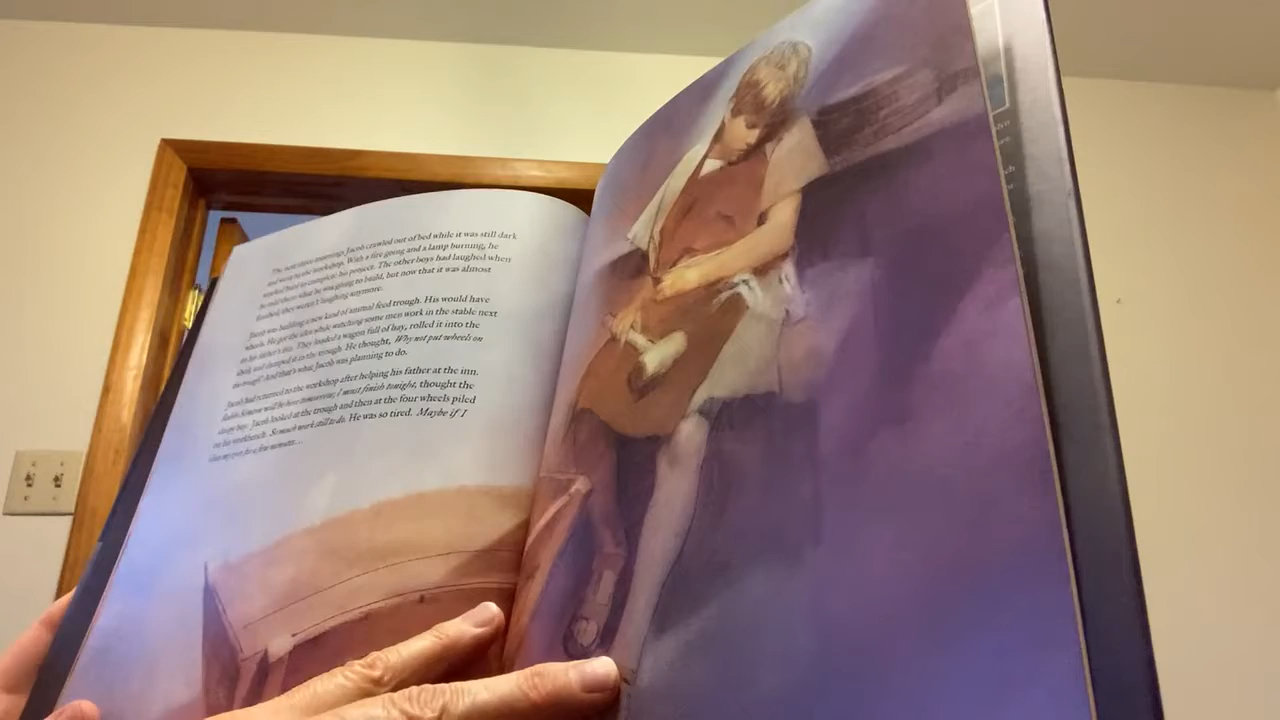 The next three mornings Jacob crawled out of bed while it was still dark
and went to the workshop. With a fire going and a lamp burning, he
worked hard to complete his project. The other boys had laughed when
he told them what he was going to build, but now that it was almost
finished, they weren't laughing anymore.
Jacob was building a new kind of animal feed trough. His would have
wheels. He got the idea while watching some men work in the stable next
to his father's inn. They loaded a wagon full of hay, rolled it into the
shed, and dumped it in the trough. He thought, Why not put wheels on
the trough? And that's what Jacob was planning to do.
Jacob had returned to the workshop after helping his father at the inn.
Rabbi Simeon will be here tomorrow; I must finish tonight, thought the
sleepy boy. Jacob looked at the trough and then at the four wheels piled
on his workbench. So much work still to do. He was so tired. Maybe if I
close my eyes for a few moments...